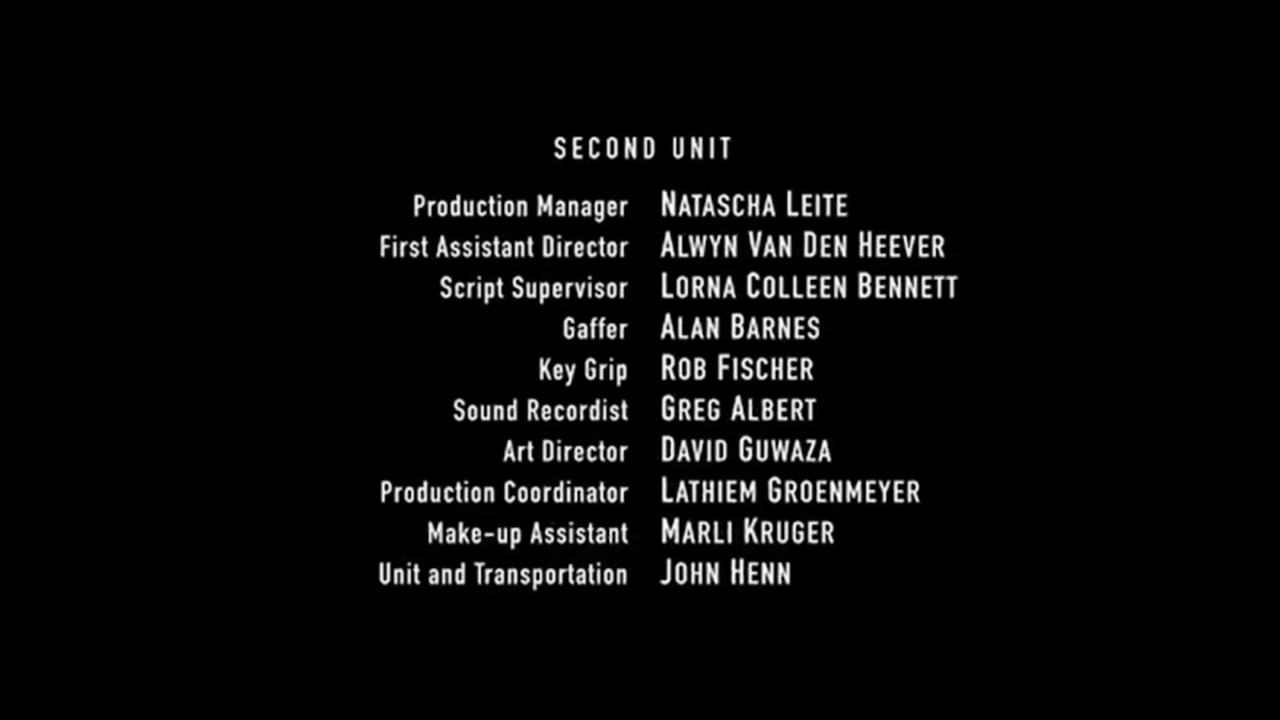 SECOND UNIT
Production Manager NATASCHA LEITE
First Assistant Director ALWYN VAN DEN HEEVER
Script Supervisor LORNA COLLEEN BENNETT
Gaffer ALAN BARNES
Key Grip ROB FISCHER
Sound Recordist GREG ALBERT
Art Director DAVID GUWAZA
Production Coordinator LATHIEM GROENMEYER
Make-up Assistant MARLI KRUGER
Unit and Transportation JOHN HENN